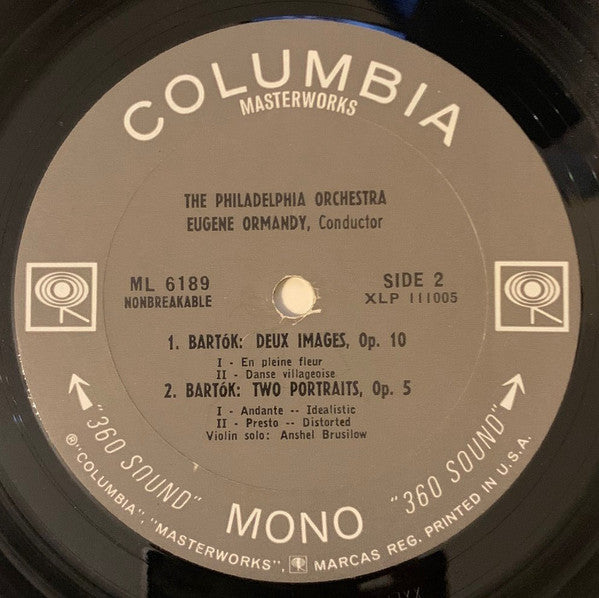 COLUMBIA
MASTERWORKS
THE PHILADELPHIA ORCHESTRA
EUGENE ORMANDY, Conductor
ML 6189
NONBREAKABLE
SIDE 2
XLP 111005
1. BARTóK: DEUX IMAGES, Op. 10
I - En pleine fleur
II - Danse villageoise
2. BARTóK: TWO PORTRAITS, Op. 5
I - Andante -- Idealistic
II - Presto -- Distorted
Violin solo: Anshel Brusilow
"360 SOUND" MONO "360 SOUND"
®"COLUMBIA", "MASTERWORKS", MARCAS REG. PRINTED IN U.S.A.